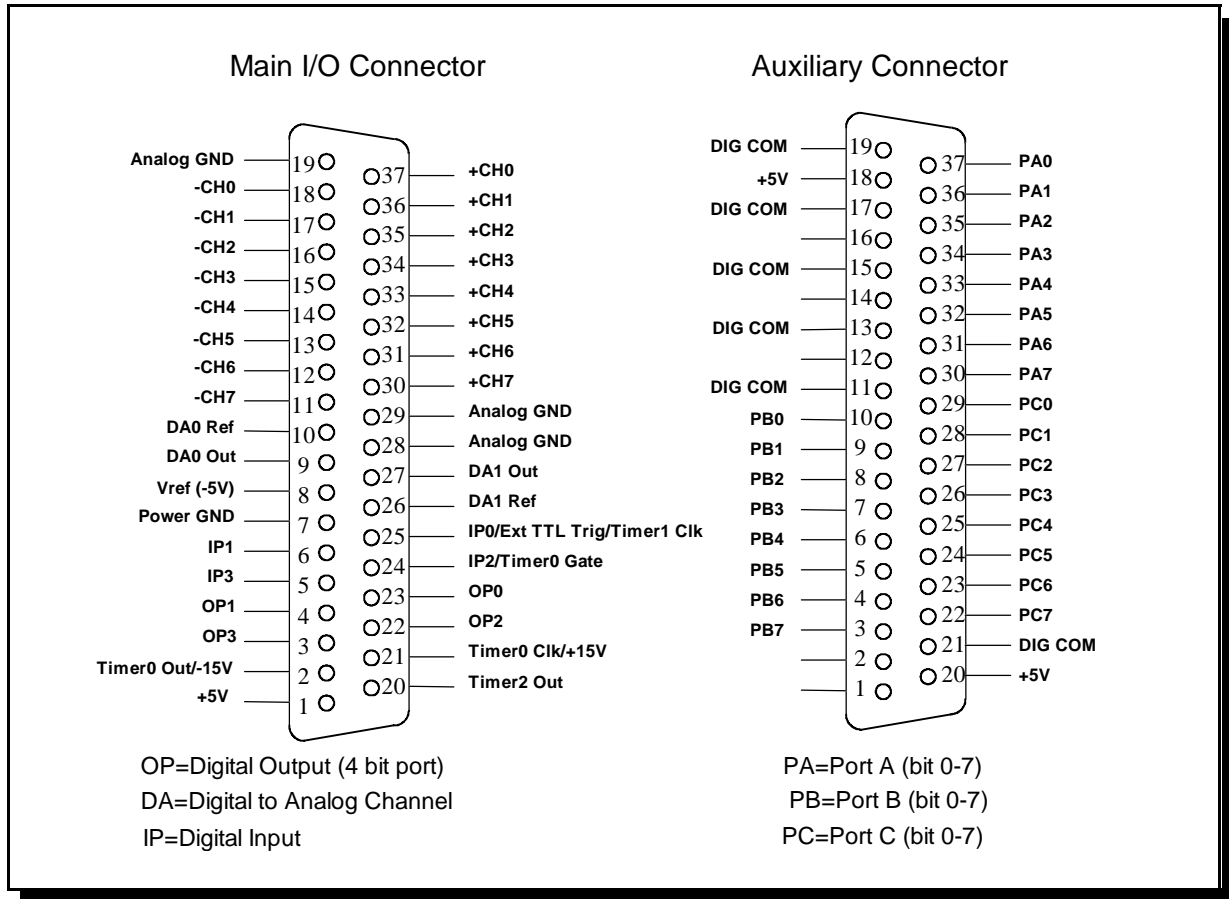 Main I/O Connector
Analog GND 19
-CH0 18
-CH1 17
-CH2 16
-CH3 15
-CH4 14
-CH5 13
-CH6 12
-CH7 11
DA0 Ref 10
DA0 Out 9
Vref (-5V) 8
Power GND 7
IP1 6
IP3 5
OP1 4
OP3 3
Timer0 Out/-15V 2
+5V 1
37 +CH0
36 +CH1
35 +CH2
34 +CH3
33 +CH4
32 +CH5
31 +CH6
30 +CH7
29 Analog GND
28 Analog GND
27 DA1 Out
26 DA1 Ref
25 IP0/Ext TTL Trig/Timer1 Clk
24 IP2/Timer0 Gate
23 OP0
22 OP2
21 Timer0 Clk/+15V
20 Timer2 Out
OP=Digital Output (4 bit port)
DA=Digital to Analog Channel
IP=Digital Input
Auxiliary Connector
DIG COM 19
+5V 18
DIG COM 17
16
DIG COM 15
14
DIG COM 13
12
DIG COM 11
PB0 10
PB1 9
PB2 8
PB3 7
PB4 6
PB5 5
PB6 4
PB7 3
2
1
37 PA0
36 PA1
35 PA2
34 PA3
33 PA4
32 PA5
31 PA6
30 PA7
29 PC0
28 PC1
27 PC2
26 PC3
25 PC4
24 PC5
23 PC6
22 PC7
21 DIG COM
20 +5V
PA=Port A (bit 0-7)
PB=Port B (bit 0-7)
PC=Port C (bit 0-7)